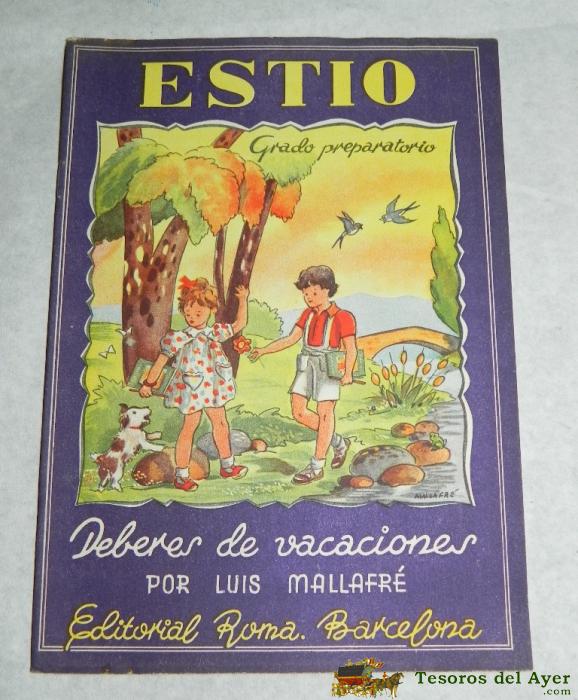 ESTIO
Grado preparatorio
MALLAFRÉ
Deberes de vacaciones
POR LUIS MALLAFRÉ
Editorial Roma. Barcelona
Tesoros del Ayer
.com